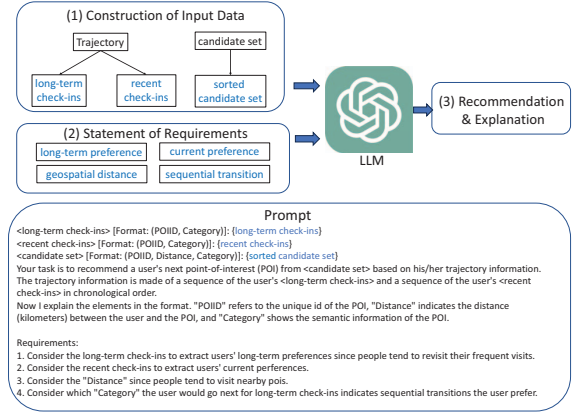 (1) Construction of Input Data
Trajectory
candidate set
long-term
check-ins
recent
check-ins
sorted
candidate set
(2) Statement of Requirements
long-term preference
current preference
geospatial distance
sequential transition
LLM
(3) Recommendation
& Explanation
Prompt
<long-term check-ins> [Format: (POIID, Category)]: {long-term check-ins}
<recent check-ins> [Format: (POIID, Category)]: {recent check-ins}
<candidate set> [Format: (POIID, Distance, Category)]: {sorted candidate set}
Your task is to recommend a user's next point-of-interest (POI) from <candidate set> based on his/her trajectory information.
The trajectory information is made of a sequence of the user's <long-term check-ins> and a sequence of the user's <recent
check-ins> in chronological order.
Now I explain the elements in the format. "POIID" refers to the unique id of the POI, "Distance" indicates the distance
(kilometers) between the user and the POI, and "Category" shows the semantic information of the POI.
Requirements:
1. Consider the long-term check-ins to extract users' long-term preferences since people tend to revisit their frequent visits.
2. Consider the recent check-ins to extract users' current perferences.
3. Consider the "Distance" since people tend to visit nearby pois.
4. Consider which "Category" the user would go next for long-term check-ins indicates sequential transitions the user prefer.